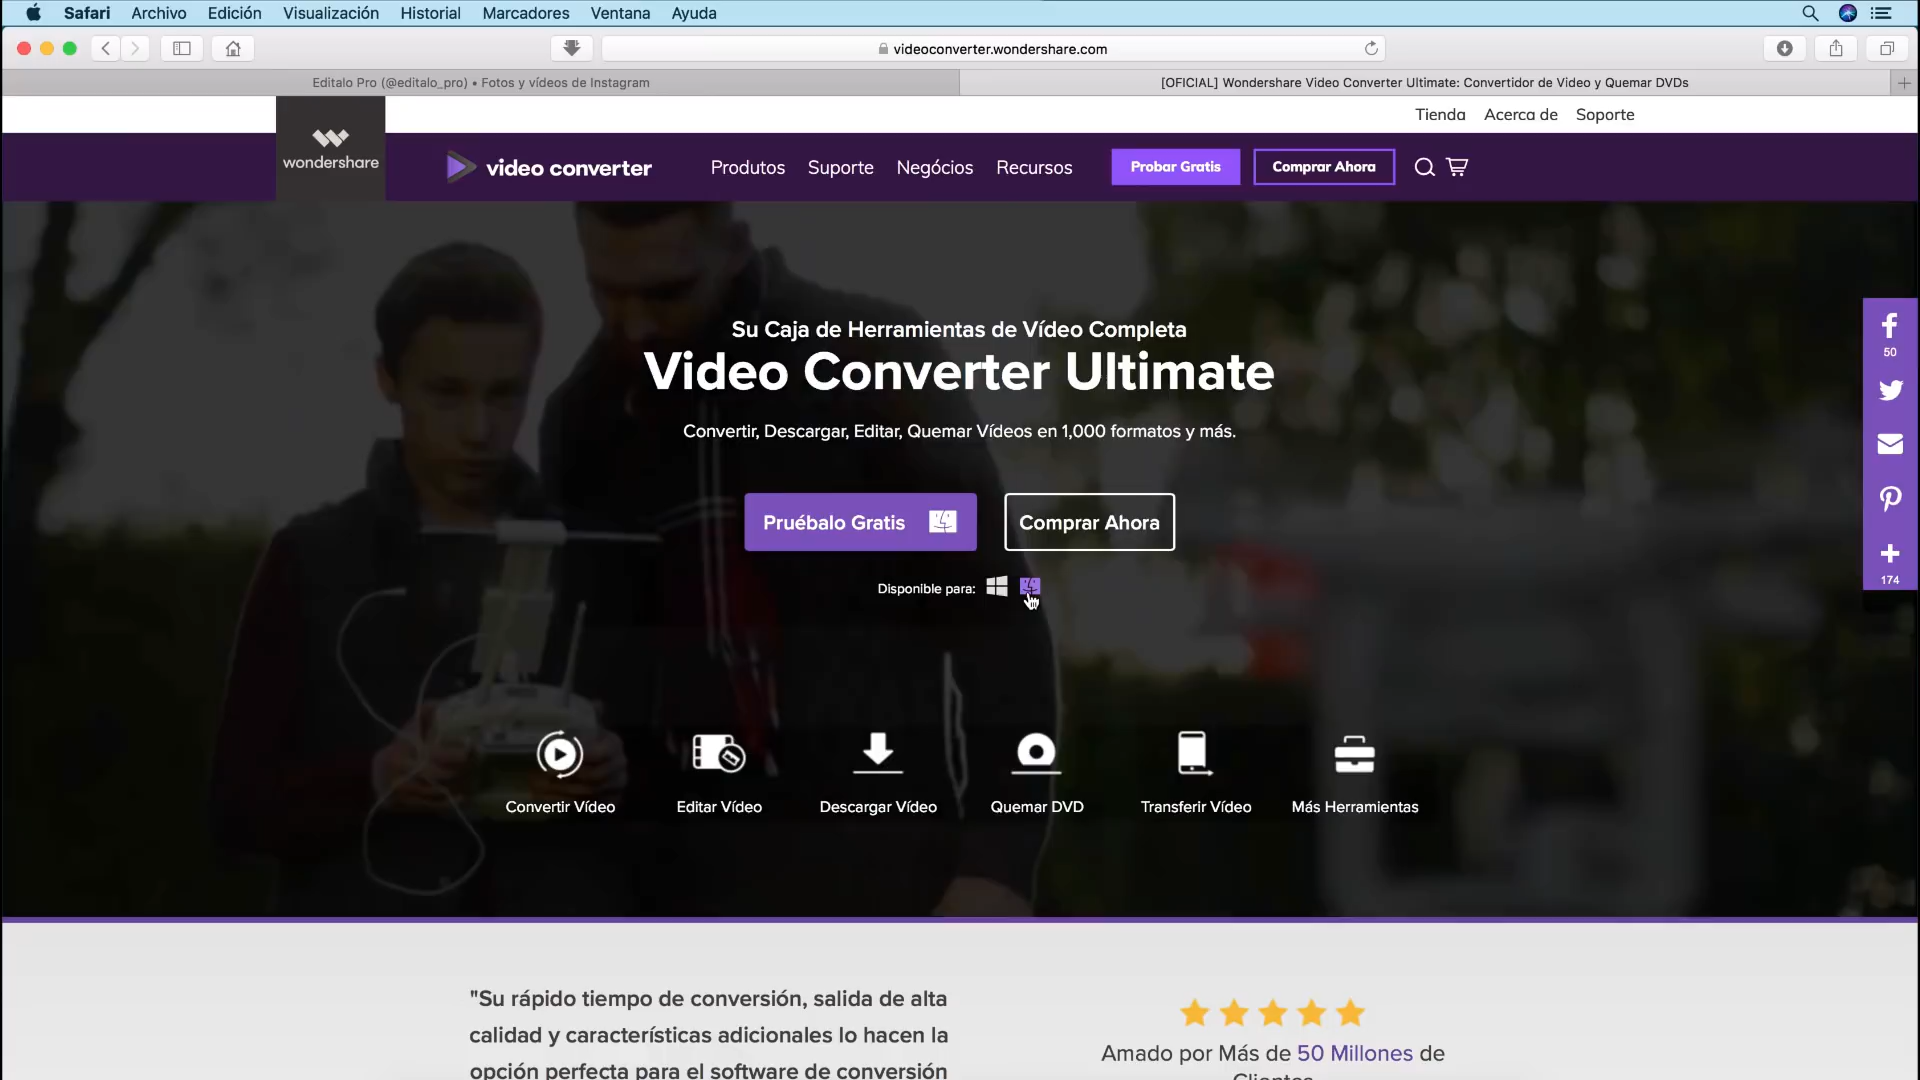 Safari Archivo Edición Visualización Historial Marcadores Ventana Ayuda
videoconverter.wondershare.com
Editalo Pro (@editalo_pro) • Fotos y vídeos de Instagram
[OFICIAL] Wondershare Video Converter Ultimate: Convertidor de Video y Quemar DVDs
Tienda Acerca de Soporte
wondershare
video converter
Produtos Suporte Negócios Recursos
Probar Gratis
Comprar Ahora
Su Caja de Herramientas de Vídeo Completa
Video Converter Ultimate
Convertir, Descargar, Editar, Quemar Vídeos en 1,000 formatos y más.
Pruébalo Gratis
Comprar Ahora
Disponible para:
50
174
Convertir Vídeo
Editar Vídeo
Descargar Vídeo
Quemar DVD
Transferir Vídeo
Más Herramientas
"Su rápido tiempo de conversión, salida de alta
calidad y características adicionales lo hacen la
opción perfecta para el software de conversión
Amado por Más de 50 Millones de
Clientes